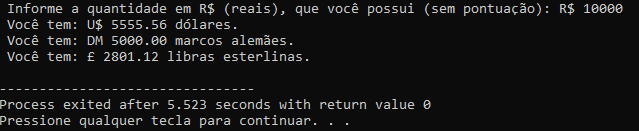 Informe a quantidade em R$ (reais), que você possui (sem pontuação): R$ 10000
Você tem: U$ 5555.56 dólares.
Você tem: DM 5000.00 marcos alemães.
Você tem: £ 2801.12 libras esterlinas.
--------------------------------
Process exited after 5.523 seconds with return value 0
Pressione qualquer tecla para continuar. . .